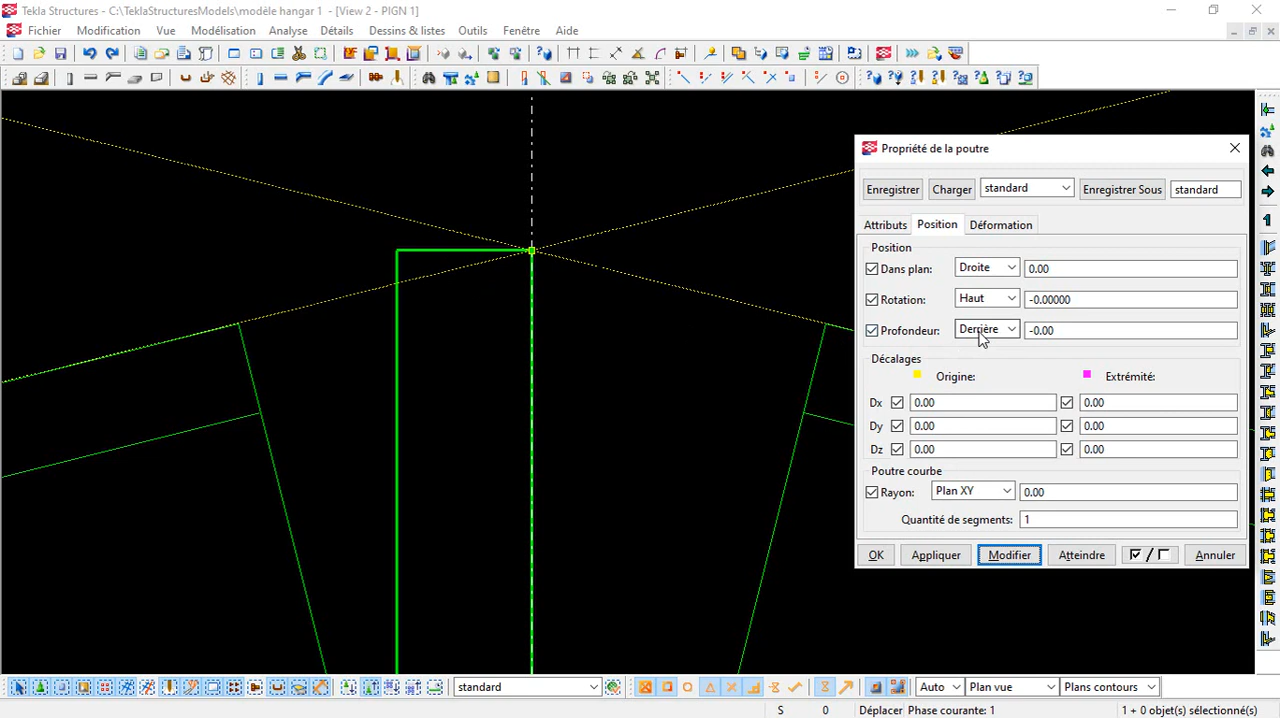 Tekla Structures - C:\TeklaStructuresModels\modèle hangar 1 - [View 2 - PIGN 1]
Fichier Modification Vue Modélisation Analyse Détails Dessins & listes Outils Fenêtre Aide
Propriété de la poutre
Enregistrer Charger standard Enregistrer Sous standard
Attributs Position Déformation
Position
Dans plan: Droite 0.00
Rotation: Haut -0.00000
Profondeur: Derrière -0.00
Décalages
Origine: Extrémité:
Dx 0.00 0.00
Dy 0.00 0.00
Dz 0.00 0.00
Poutre courbe
Rayon: Plan XY 0.00
Quantité de segments: 1
OK Appliquer Modifier Atteindre / Annuler
standard Auto Plan vue Plans contours
S 0 Déplacer Phase courante: 1 1 + 0 objet(s) sélectionné(s)